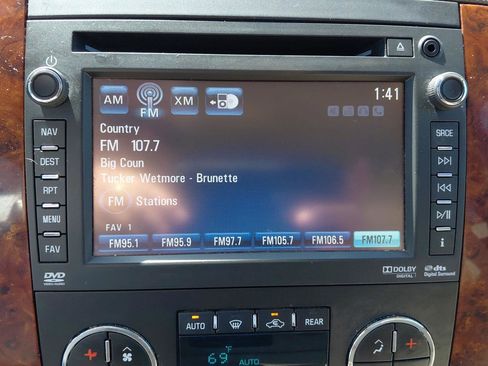 AM FM XM 1:41
Country
FM 107.7
Big Coun
Tucker Wetmore - Brunette
FM Stations
FAV 1
FM95.1 FM95.9 FM97.7 FM105.7 FM106.5 FM107.7
NAV
DEST
RPT
MENU
FAV
SRCE
i
DVD
VIDEO/AUDIO
DOLBY
DIGITAL
dts
Digital Surround
AUTO REAR
69 °F AUTO